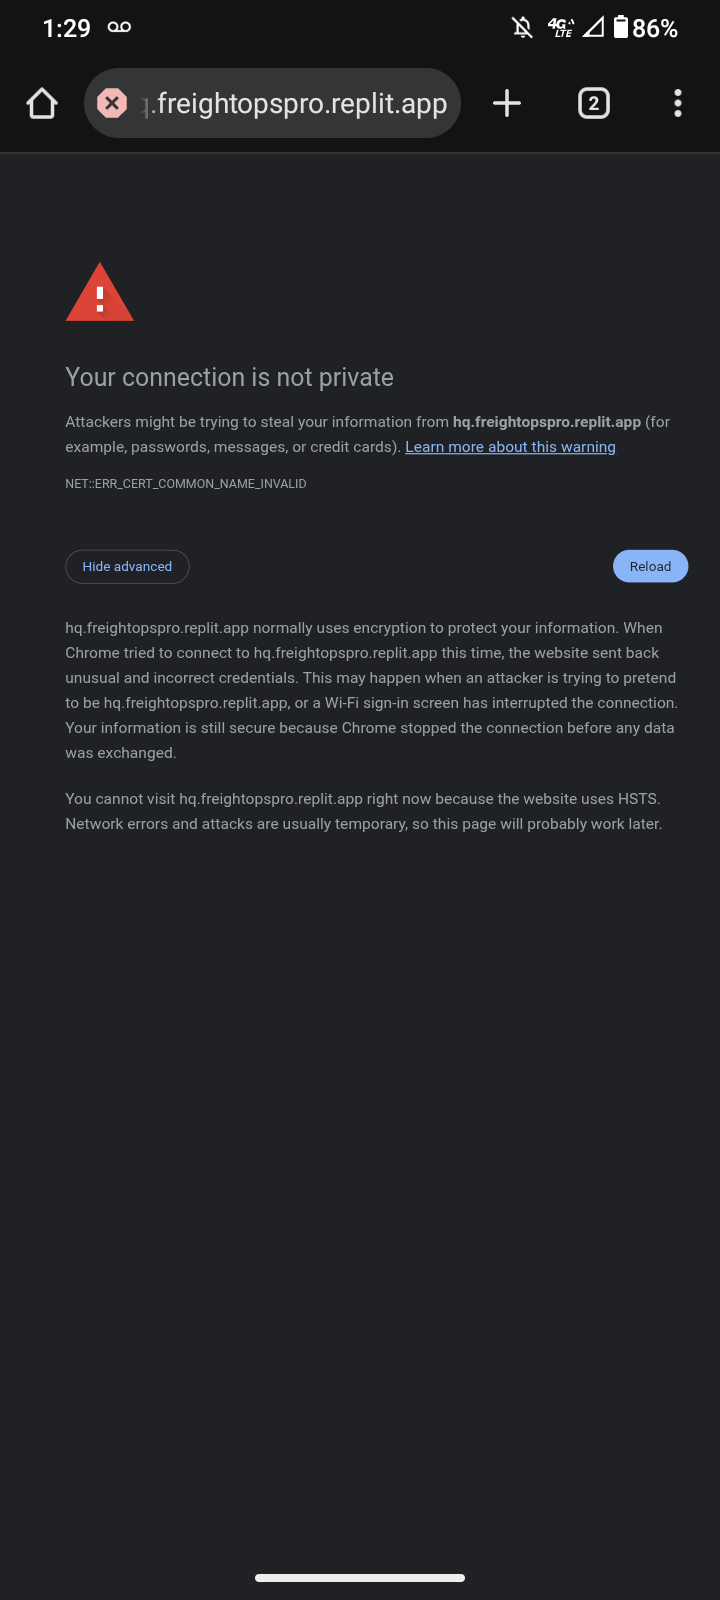 1:29
4G LTE
86%
.freightopspro.replit.app
2
Your connection is not private
Attackers might be trying to steal your information from hq.freightopspro.replit.app (for
example, passwords, messages, or credit cards). Learn more about this warning
NET::ERR_CERT_COMMON_NAME_INVALID
Hide advanced
Reload
hq.freightopspro.replit.app normally uses encryption to protect your information. When
Chrome tried to connect to hq.freightopspro.replit.app this time, the website sent back
unusual and incorrect credentials. This may happen when an attacker is trying to pretend
to be hq.freightopspro.replit.app, or a Wi-Fi sign-in screen has interrupted the connection.
Your information is still secure because Chrome stopped the connection before any data
was exchanged.
You cannot visit hq.freightopspro.replit.app right now because the website uses HSTS.
Network errors and attacks are usually temporary, so this page will probably work later.